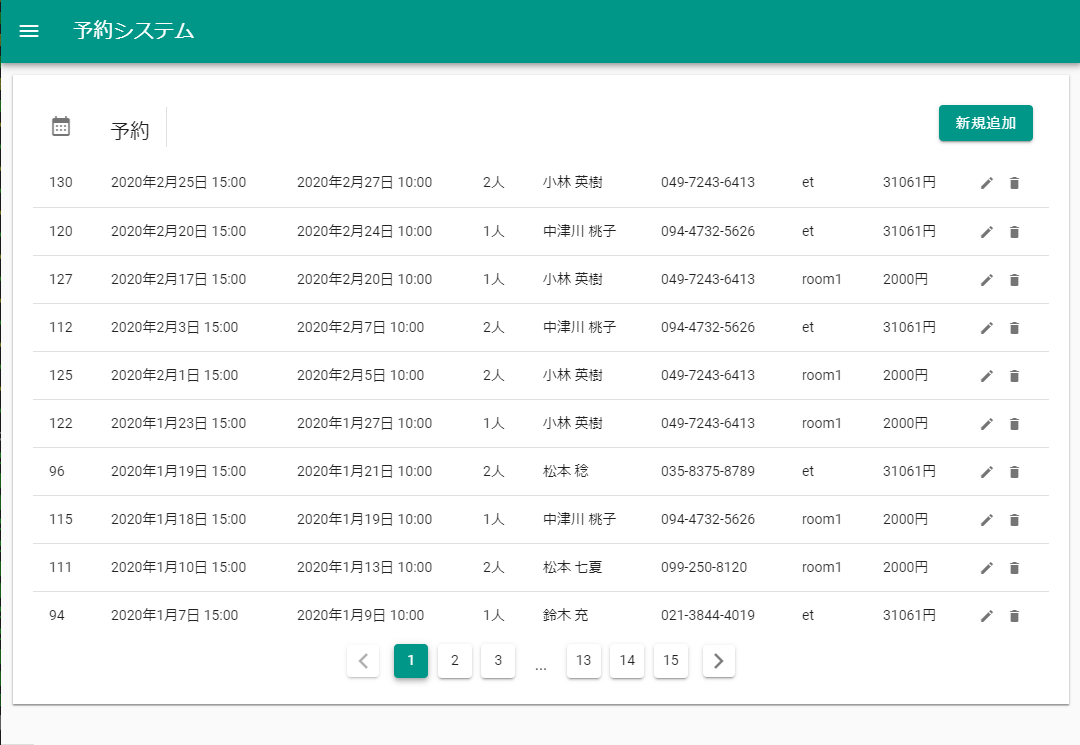 予約システム
予約
新規追加
130 2020年2月25日 15:00 2020年2月27日 10:00 2人 小林 英樹 049-7243-6413 et 31061円
120 2020年2月20日 15:00 2020年2月24日 10:00 1人 中津川 桃子 094-4732-5626 et 31061円
127 2020年2月17日 15:00 2020年2月20日 10:00 1人 小林 英樹 049-7243-6413 room1 2000円
112 2020年2月3日 15:00 2020年2月7日 10:00 2人 中津川 桃子 094-4732-5626 et 31061円
125 2020年2月1日 15:00 2020年2月5日 10:00 2人 小林 英樹 049-7243-6413 room1 2000円
122 2020年1月23日 15:00 2020年1月27日 10:00 1人 小林 英樹 049-7243-6413 room1 2000円
96 2020年1月19日 15:00 2020年1月21日 10:00 2人 松本 稔 035-8375-8789 et 31061円
115 2020年1月18日 15:00 2020年1月19日 10:00 1人 中津川 桃子 094-4732-5626 room1 2000円
111 2020年1月10日 15:00 2020年1月13日 10:00 2人 松本 七夏 099-250-8120 room1 2000円
94 2020年1月7日 15:00 2020年1月9日 10:00 1人 鈴木 充 021-3844-4019 et 31061円
1 2 3 ... 13 14 15